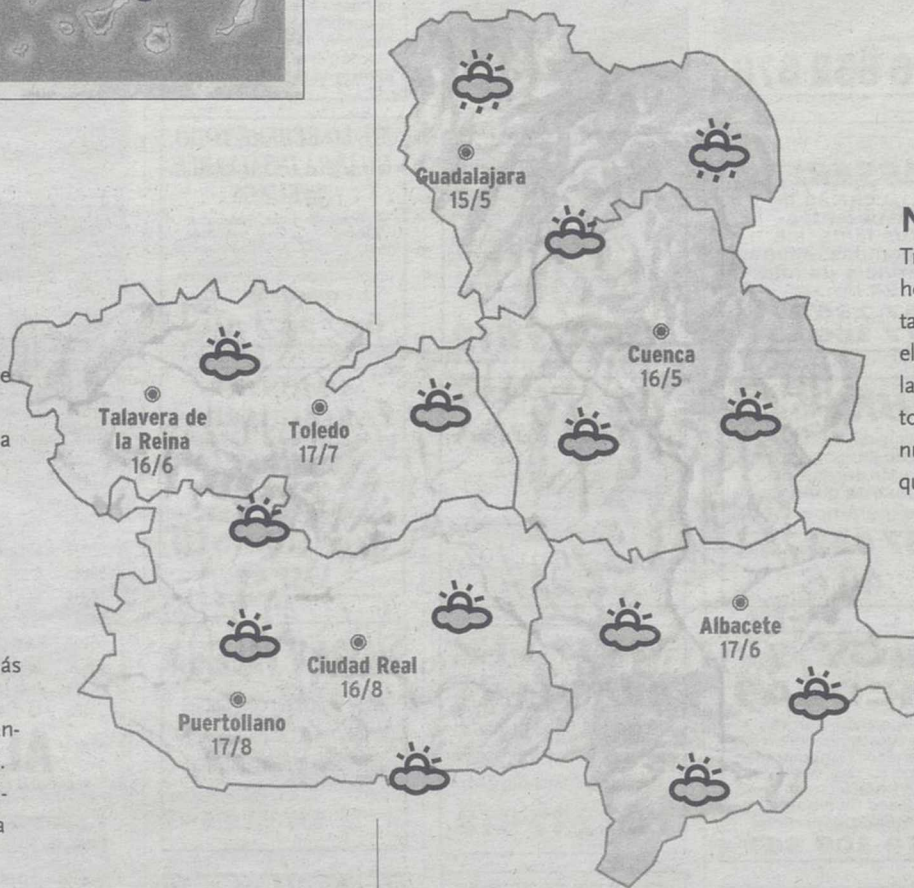 Guadalajara
15/5
Cuenca
16/5
Talavera de
la Reina
16/6
Toledo
17/7
Albacete
17/6
Ciudad Real
16/8
Puertollano
17/8
e
a
ás
n-
-
a
N